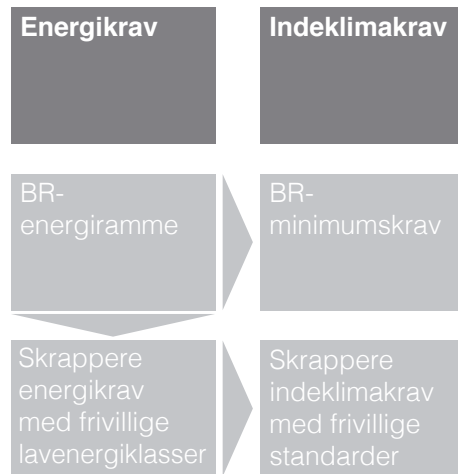 Energikrav
Indeklimakrav
BR-
energiramme
BR-
minimumskrav
Skrappere
energikrav
med frivillige
lavenergiklasser
Skrappere
indeklimakrav
med frivillige
standarder